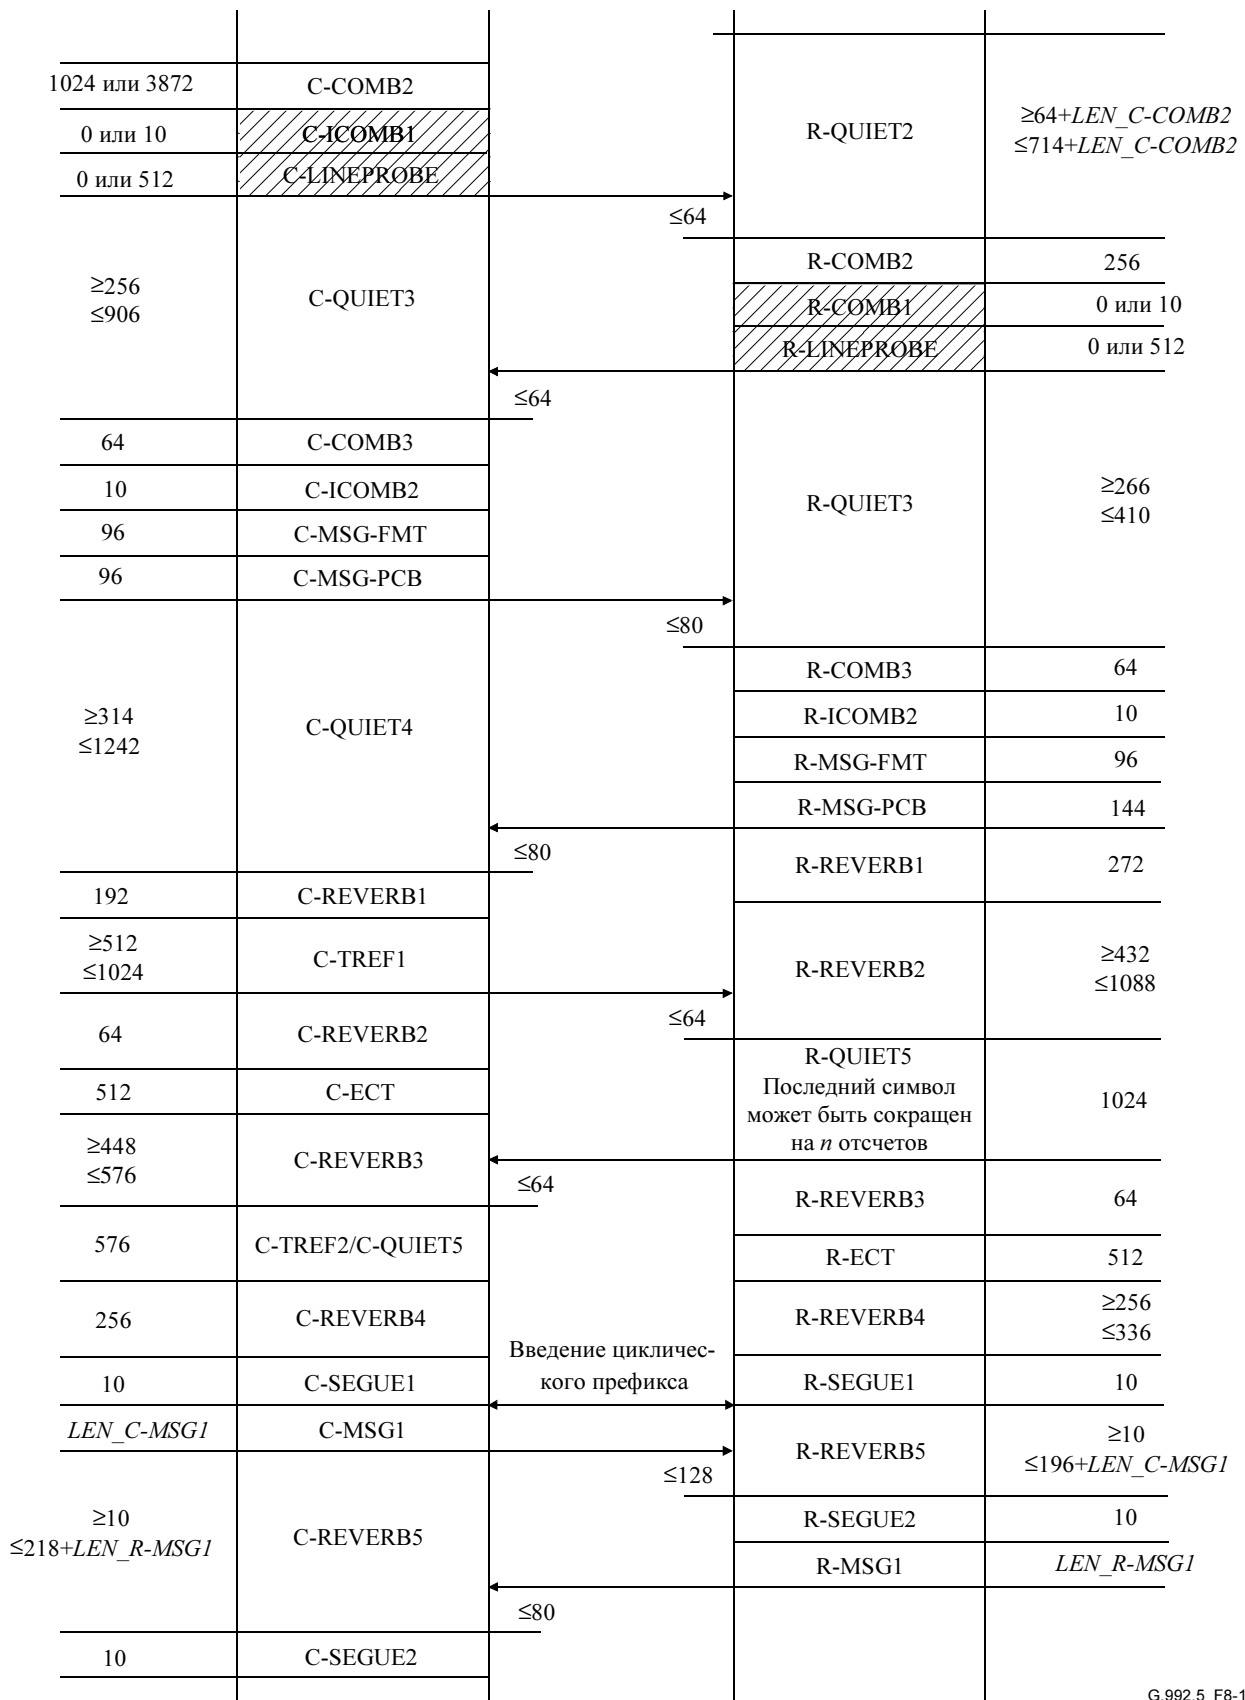 1024 или 3872
C-COMB2
0 или 10
C-ICOMB1
0 или 512
C-LINEPROBE
R-QUIET2
≥64+LEN_C-COMB2
≤714+LEN_C-COMB2
≤64
≥256
≤906
C-QUIET3
R-COMB2
256
R-COMB1
0 или 10
R-LINEPROBE
0 или 512
≤64
64
C-COMB3
10
C-ICOMB2
96
C-MSG-FMT
96
C-MSG-PCB
R-QUIET3
≥266
≤410
≤80
≥314
≤1242
C-QUIET4
R-COMB3
64
R-ICOMB2
10
R-MSG-FMT
96
R-MSG-PCB
144
≤80
R-REVERB1
272
192
C-REVERB1
≥512
≤1024
C-TREF1
R-REVERB2
≥432
≤1088
≤64
64
C-REVERB2
512
C-ECT
R-QUIET5
Последний символ
может быть сокращен
на n отсчетов
1024
≥448
≤576
C-REVERB3
≤64
R-REVERB3
64
576
C-TREF2/C-QUIET5
R-ECT
512
256
C-REVERB4
R-REVERB4
≥256
≤336
Введение цикличес-
кого префикса
10
C-SEGUE1
R-SEGUE1
10
LEN_C-MSG1
C-MSG1
R-REVERB5
≥10
≤196+LEN_C-MSG1
≤128
≥10
≤218+LEN_R-MSG1
C-REVERB5
R-SEGUE2
10
R-MSG1
LEN_R-MSG1
≤80
10
C-SEGUE2
G.992.5_F8-1